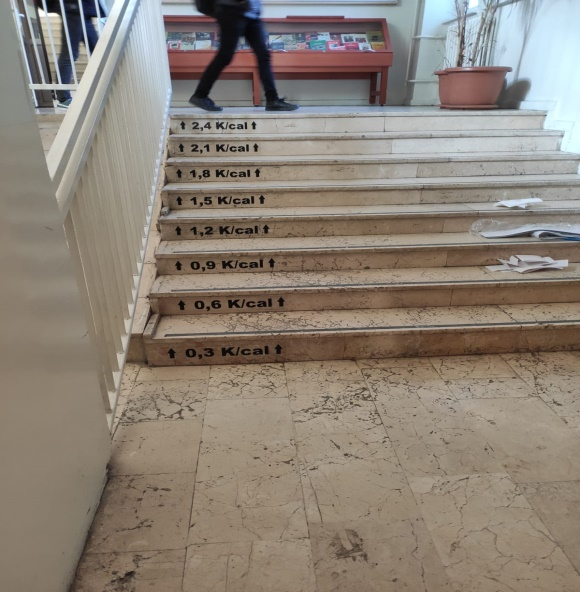 ↑ 2,4 K/cal ↑
↑ 2,1 K/cal ↑
↑ 1,8 K/cal ↑
↑ 1,5 K/cal ↑
↑ 1,2 K/cal ↑
↑ 0,9 K/cal ↑
↑ 0,6 K/cal ↑
↑ 0,3 K/cal ↑